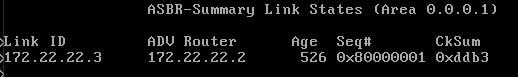 ASBR-Summary Link States (Area 0.0.0.1)
Link ID ADV Router Age Seq# CkSum
172.22.22.3 172.22.22.2 526 0x80000001 0xddb3